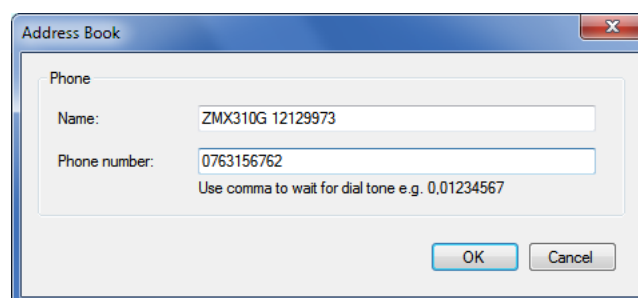 Address Book
Phone
Name: ZMX310G 12129973
Phone number: 0763156762
Use comma to wait for dial tone e.g. 0,01234567
OK Cancel